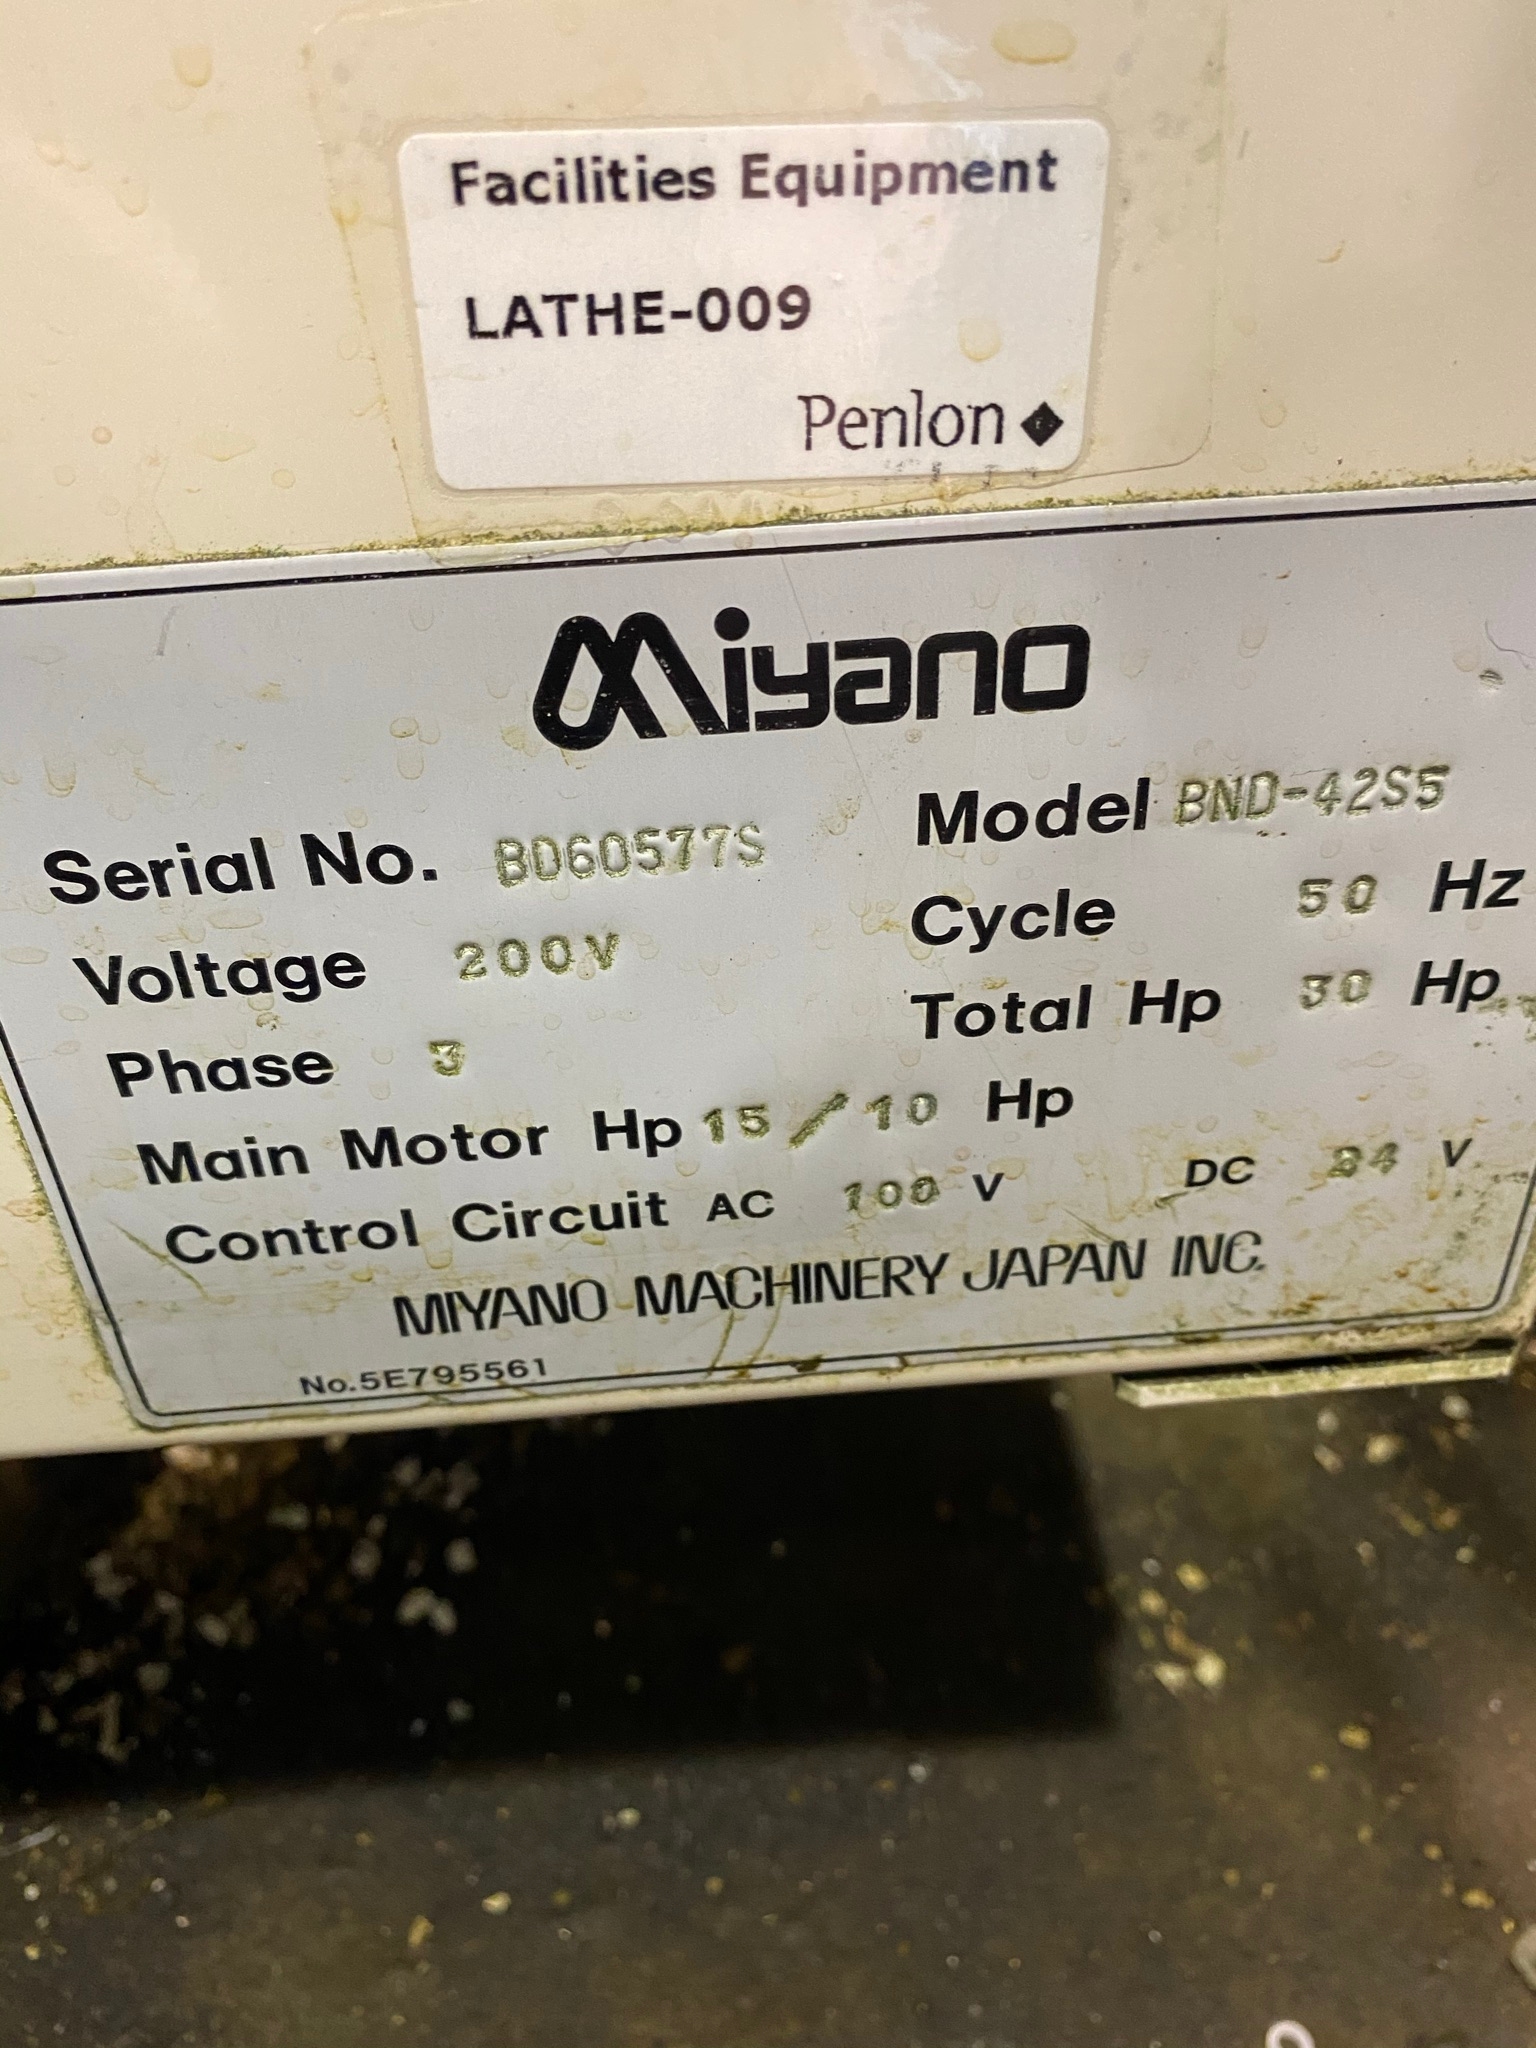 Facilities Equipment
LATHE-009
Penlon
Miyano
Serial No. BD60577S
Model BND-42S5
Voltage 200V
Cycle 50 Hz
Phase 3
Total Hp 30 Hp
Main Motor Hp 15/10 Hp
Control Circuit AC 100 V DC 24 V
MIYANO MACHINERY JAPAN INC.
No.5E795561